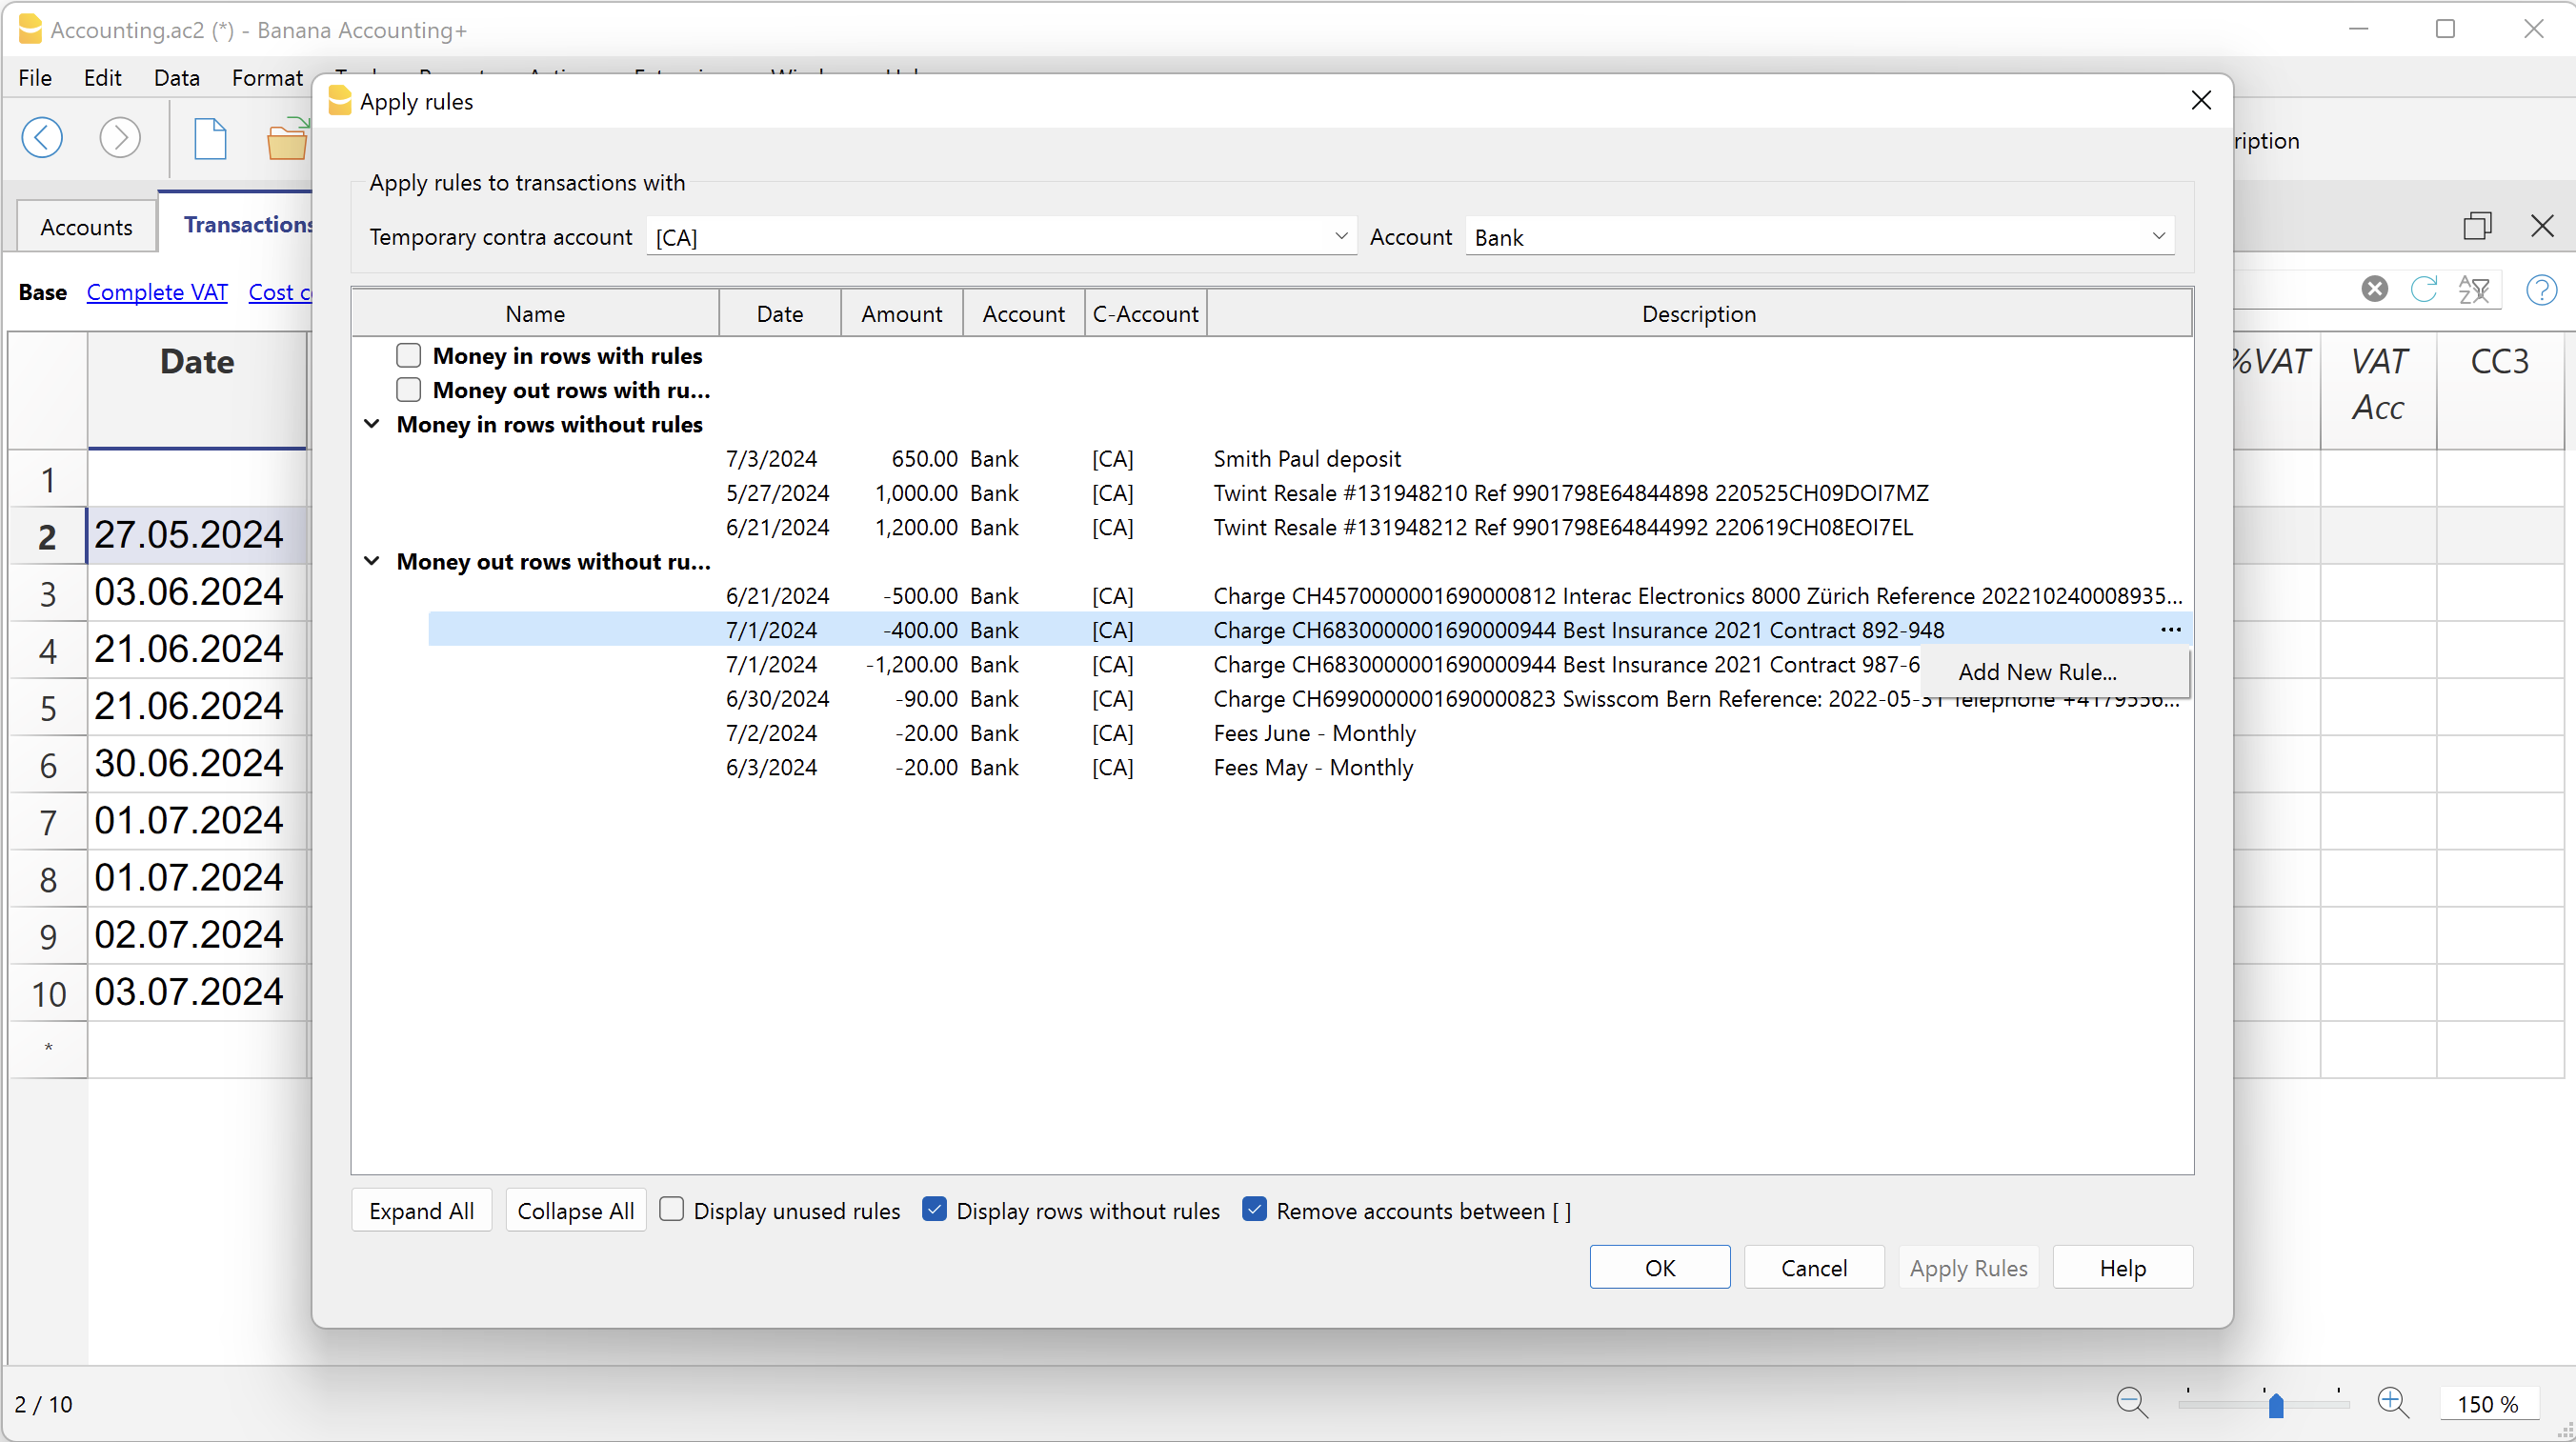 Accounting.ac2 (*) - Banana Accounting+
File Edit Data Format
Apply rules
ription
Apply rules to transactions with
Accounts Transactions
Temporary contra account [CA] Account Bank
Base Complete VAT Cost c
Name Date Amount Account C-Account Description
Date %VAT VAT Acc CC3
Money in rows with rules
Money out rows with ru...
Money in rows without rules
7/3/2024 650.00 Bank [CA] Smith Paul deposit
5/27/2024 1,000.00 Bank [CA] Twint Resale #131948210 Ref 9901798E64844898 220525CH09DOI7MZ
6/21/2024 1,200.00 Bank [CA] Twint Resale #131948212 Ref 9901798E64844992 220619CH08EOI7EL
Money out rows without ru...
6/21/2024 -500.00 Bank [CA] Charge CH4570000001690000812 Interac Electronics 8000 Zürich Reference 202210240008935...
7/1/2024 -400.00 Bank [CA] Charge CH6830000001690000944 Best Insurance 2021 Contract 892-948 ...
7/1/2024 -1,200.00 Bank [CA] Charge CH6830000001690000944 Best Insurance 2021 Contract 987-6
Add New Rule...
6/30/2024 -90.00 Bank [CA] Charge CH6990000001690000823 Swisscom Bern Reference: 2022-05-31 Telephone +4179556...
7/2/2024 -20.00 Bank [CA] Fees June - Monthly
6/3/2024 -20.00 Bank [CA] Fees May - Monthly
1
2 27.05.2024
3 03.06.2024
4 21.06.2024
5 21.06.2024
6 30.06.2024
7 01.07.2024
8 01.07.2024
9 02.07.2024
10 03.07.2024
*
Expand All Collapse All Display unused rules Display rows without rules Remove accounts between [ ]
OK Cancel Apply Rules Help
2 / 10 150 %